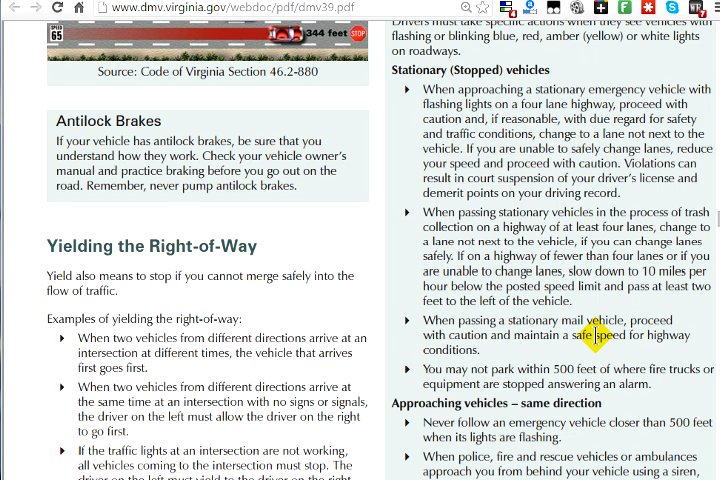 www.dmv.virginia.gov/webdoc/pdf/dmv39.pdf
SPEED
65
344 feet
STOP
Source: Code of Virginia Section 46.2-880
Antilock Brakes
If your vehicle has antilock brakes, be sure that you
understand how they work. Check your vehicle owner's
manual and practice braking before you go out on the
road. Remember, never pump antilock brakes.
Yielding the Right-of-Way
Yield also means to stop if you cannot merge safely into the
flow of traffic.
Examples of yielding the right-of-way:
When two vehicles from different directions arrive at an
intersection at different times, the vehicle that arrives
first goes first.
When two vehicles from different directions arrive at
the same time at an intersection with no signs or signals,
the driver on the left must allow the driver on the right
to go first.
If the traffic lights at an intersection are not working,
all vehicles coming to the intersection must stop. The
driver on the left must yield to the driver on the right
Drivers must take specific actions when they see vehicles with
flashing or blinking blue, red, amber (yellow) or white lights
on roadways.
Stationary (Stopped) vehicles
When approaching a stationary emergency vehicle with
flashing lights on a four lane highway, proceed with
caution and, if reasonable, with due regard for safety
and traffic conditions, change to a lane not next to the
vehicle. If you are unable to safely change lanes, reduce
your speed and proceed with caution. Violations can
result in court suspension of your driver's license and
demerit points on your driving record.
When passing stationary vehicles in the process of trash
collection on a highway of at least four lanes, change to
a lane not next to the vehicle, if you can change lanes
safely. If on a highway of fewer than four lanes or if you
are unable to change lanes, slow down to 10 miles per
hour below the posted speed limit and pass at least two
feet to the left of the vehicle.
When passing a stationary mail vehicle, proceed
with caution and maintain a safe speed for highway
conditions.
You may not park within 500 feet of where fire trucks or
equipment are stopped answering an alarm.
Approaching vehicles – same direction
Never follow an emergency vehicle closer than 500 feet
when its lights are flashing.
When police, fire and rescue vehicles or ambulances
approach you from behind your vehicle using a siren,